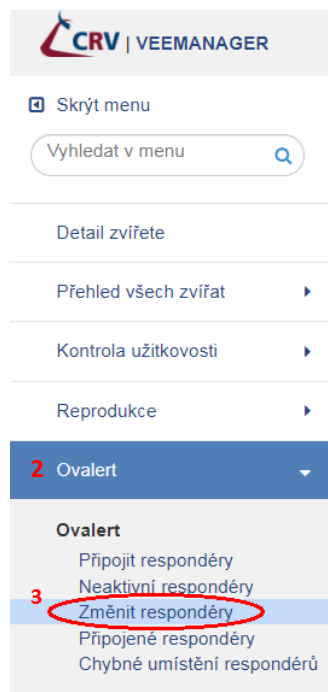 CRV | VEEMANAGER
Skrýt menu
Vyhledat v menu
Detail zvířete
Přehled všech zvířat
Kontrola užitkovosti
Reprodukce
2 Ovalert
Ovalert
Připojit respondéry
Neaktivní respondéry
3 Změnit respondéry
Připojené respondéry
Chybné umístění respondérů